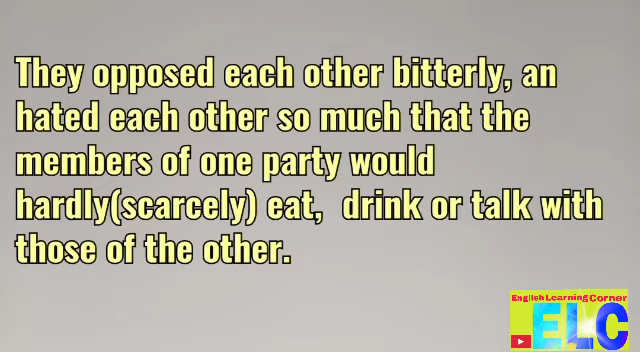 They opposed each other bitterly, an
hated each other so much that the
members of one party would
hardly(scarcely) eat,  drink or talk with
those of the other.
English Learning Corner
ELC